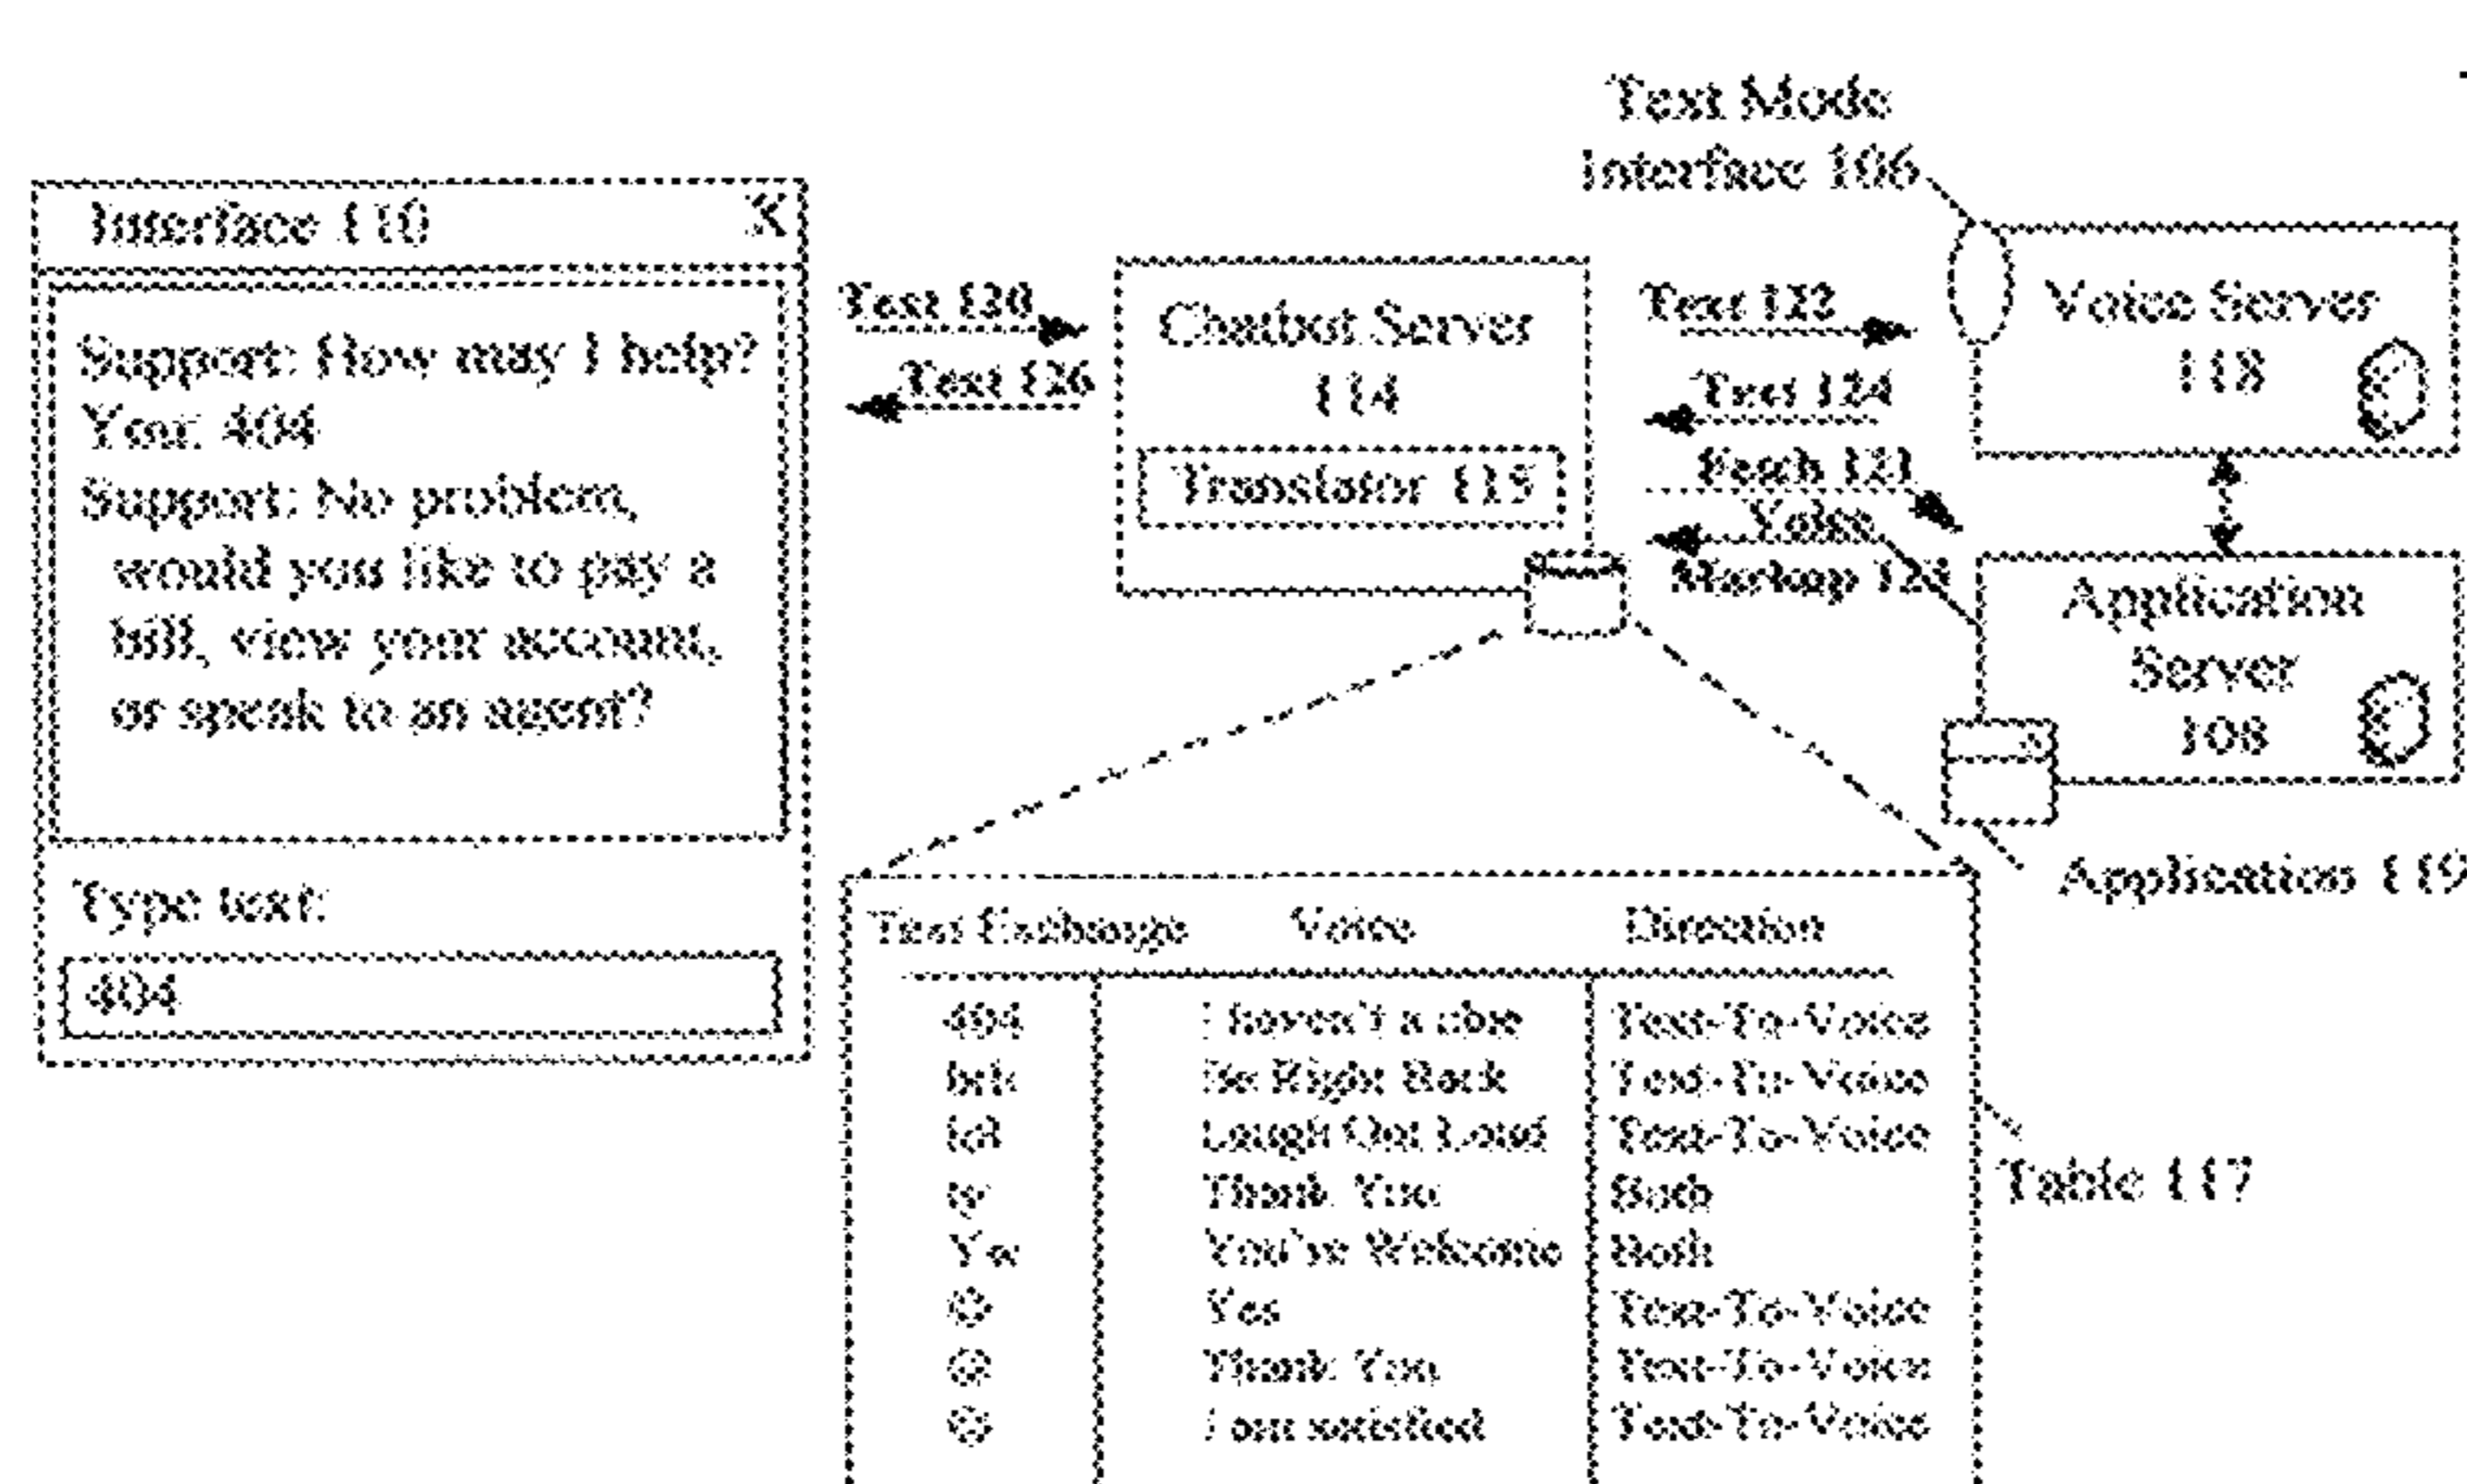 Text Mode
Interface 106
Interface 110 X
Support: How may I help?
You: 404
Support: No problem,
would you like to pay a
bill, view your account,
or speak to an agent?
Type text:
404
Text 120
Text 126
Chatbot Server
114
Translator 115
Text 122
Text 124
Fetch 121
Voice
Markup 123
Voice Server
118
Application
Server
108
Application 119
Text Exchange Voice Direction
404 I haven't a clue Text-To-Voice
brb Be Right Back Text-To-Voice
lol Laugh Out Loud Text-To-Voice
ty Thank You Both
Yw You're Welcome Both
Yes Text-To-Voice
Thank You Text-To-Voice
I am satisfied Text-To-Voice
Table 117